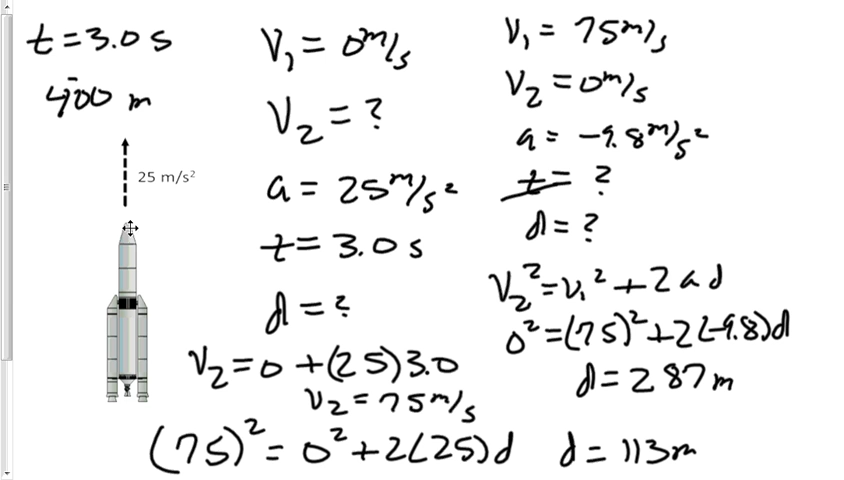 t = 3.0 s
400 m
25 m/s²
V₁ = 0 m/s
V₂ = ?
a = 25 m/s²
t = 3.0 s
d = ?
V₂ = 0 + (25) 3.0
V₂ = 75 m/s
(75)² = 0² + 2(25)d
d = 113 m
V₁ = 75 m/s
V₂ = 0 m/s
a = -9.8 m/s²
t = ?
d = ?
V₂² = V₁² + 2 a d
0² = (75)² + 2(-9.8)d
d = 287 m